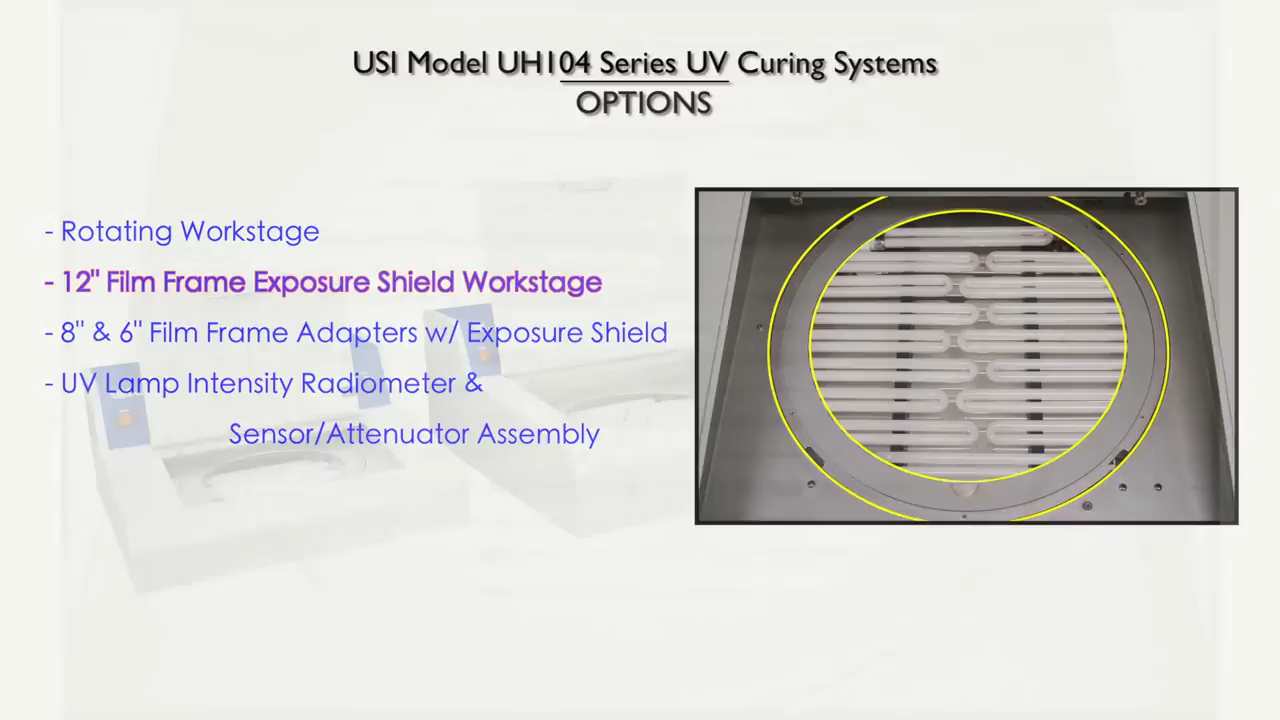 USI Model UH104 Series UV Curing Systems
OPTIONS
- Rotating Workstage
- 12" Film Frame Exposure Shield Workstage
- 8" & 6" Film Frame Adapters w/ Exposure Shield
- UV Lamp Intensity Radiometer &
Sensor/Attenuator Assembly